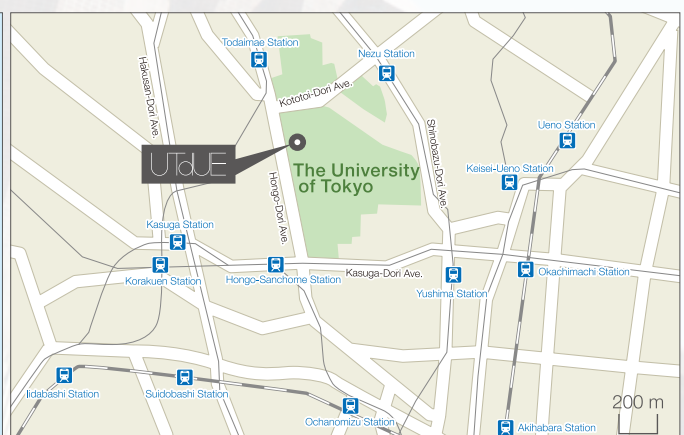 Todaimae Station
Nezu Station
Hakusan-Dori Ave.
Kototoi-Dori Ave.
Shinobazu-Dori Ave.
Ueno Station
UTdUE
The University
of Tokyo
Keisei-Ueno Station
Hongo-Dori Ave.
Kasuga Station
Korakuen Station
Hongo-Sanchome Station
Kasuga-Dori Ave.
Yushima Station
Okachimachi Station
Iidabashi Station
Suidobashi Station
Ochanomizu Station
200 m
Akihabara Station